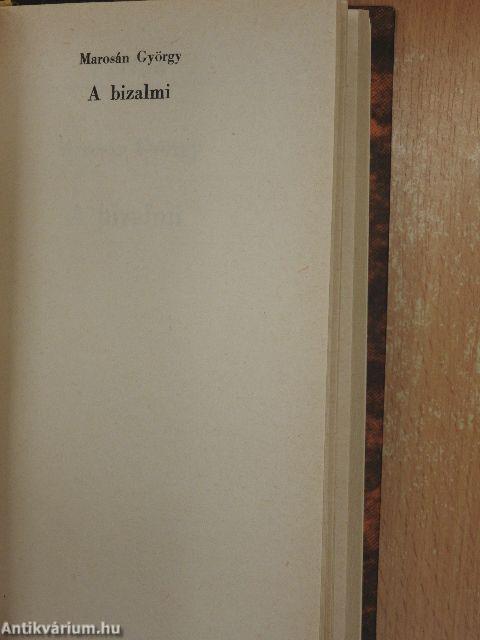 Marosán György
A bizalmi
Antikvárium.hu